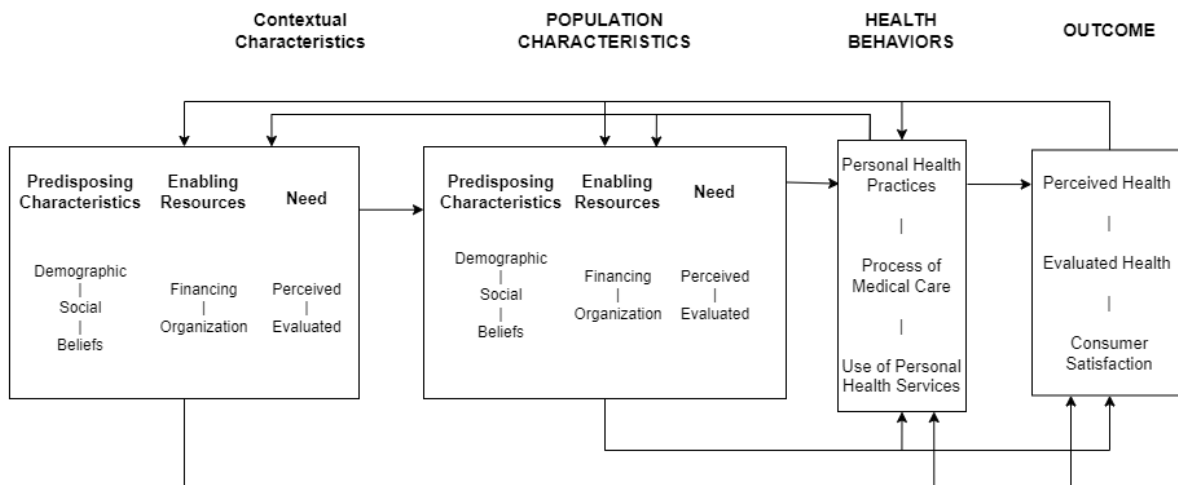 Contextual
Characteristics
POPULATION
CHARACTERISTICS
HEALTH
BEHAVIORS
OUTCOME
Predisposing
Characteristics
Enabling
Resources
Need
Demographic
Social
Beliefs
Financing
Organization
Perceived
Evaluated
Predisposing
Characteristics
Enabling
Resources
Need
Demographic
Social
Beliefs
Financing
Organization
Perceived
Evaluated
Personal Health
Practices
Process of
Medical Care
Use of Personal
Health Services
Perceived Health
Evaluated Health
Consumer
Satisfaction